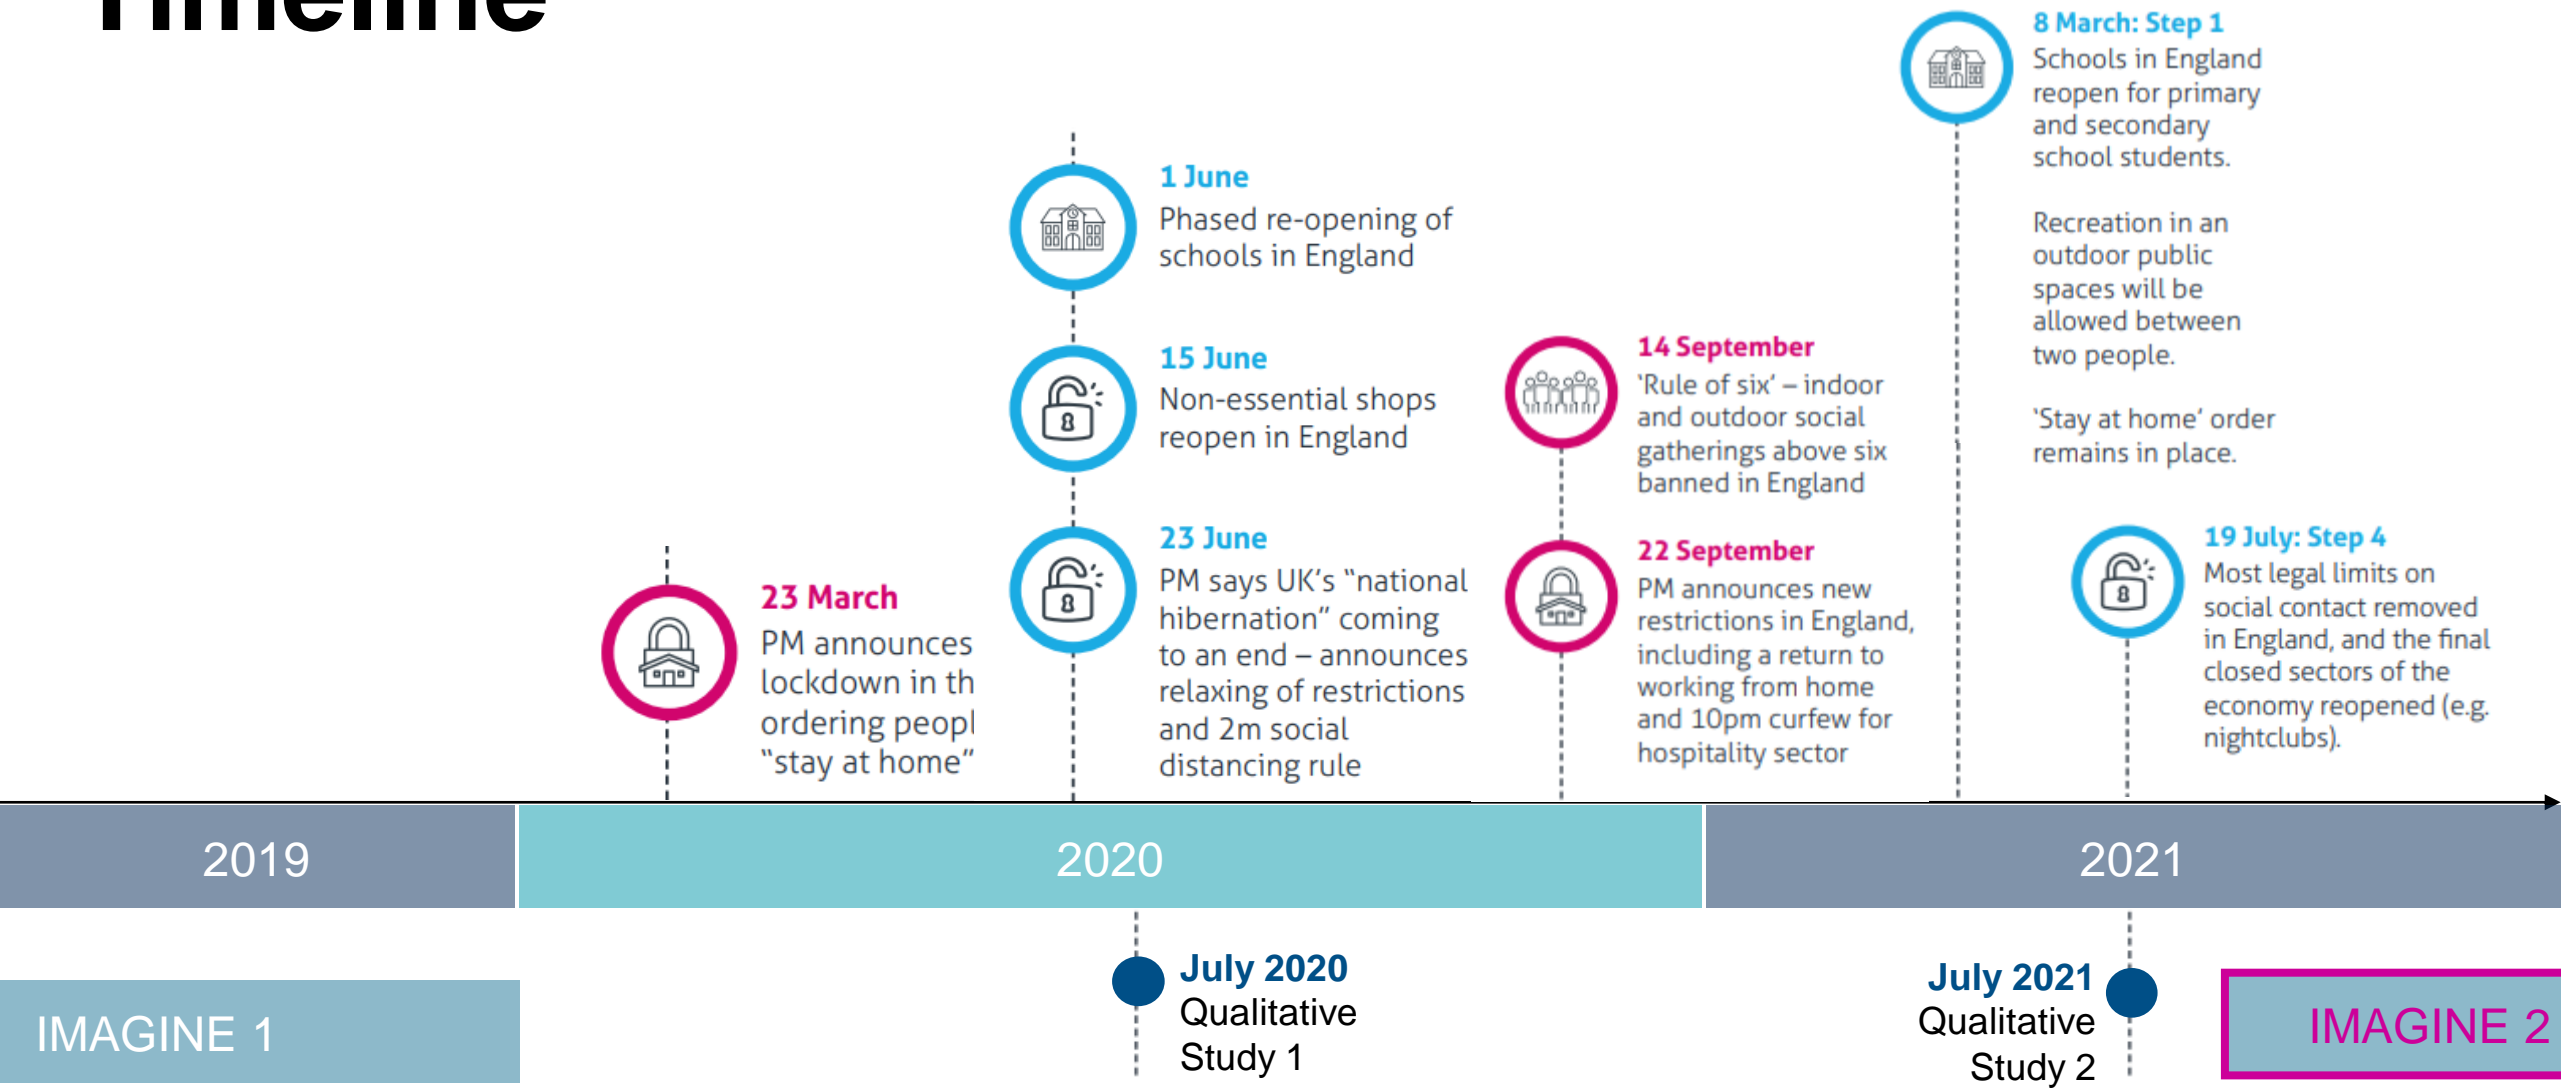 Timeline
23 March
PM announces
lockdown in th
ordering peopl
“stay at home”
1 June
Phased re-opening of
schools in England
15 June
Non-essential shops
reopen in England
23 June
PM says UK’s “national
hibernation” coming
to an end – announces
relaxing of restrictions
and 2m social
distancing rule
14 September
‘Rule of six’ – indoor
and outdoor social
gatherings above six
banned in England
22 September
PM announces new
restrictions in England,
including a return to
working from home
and 10pm curfew for
hospitality sector
8 March: Step 1
Schools in England
reopen for primary
and secondary
school students.
Recreation in an
outdoor public
spaces will be
allowed between
two people.
‘Stay at home’ order
remains in place.
19 July: Step 4
Most legal limits on
social contact removed
in England, and the final
closed sectors of the
economy reopened (e.g.
nightclubs).
2019
2020
2021
IMAGINE 1
July 2020
Qualitative
Study 1
July 2021
Qualitative
Study 2
IMAGINE 2